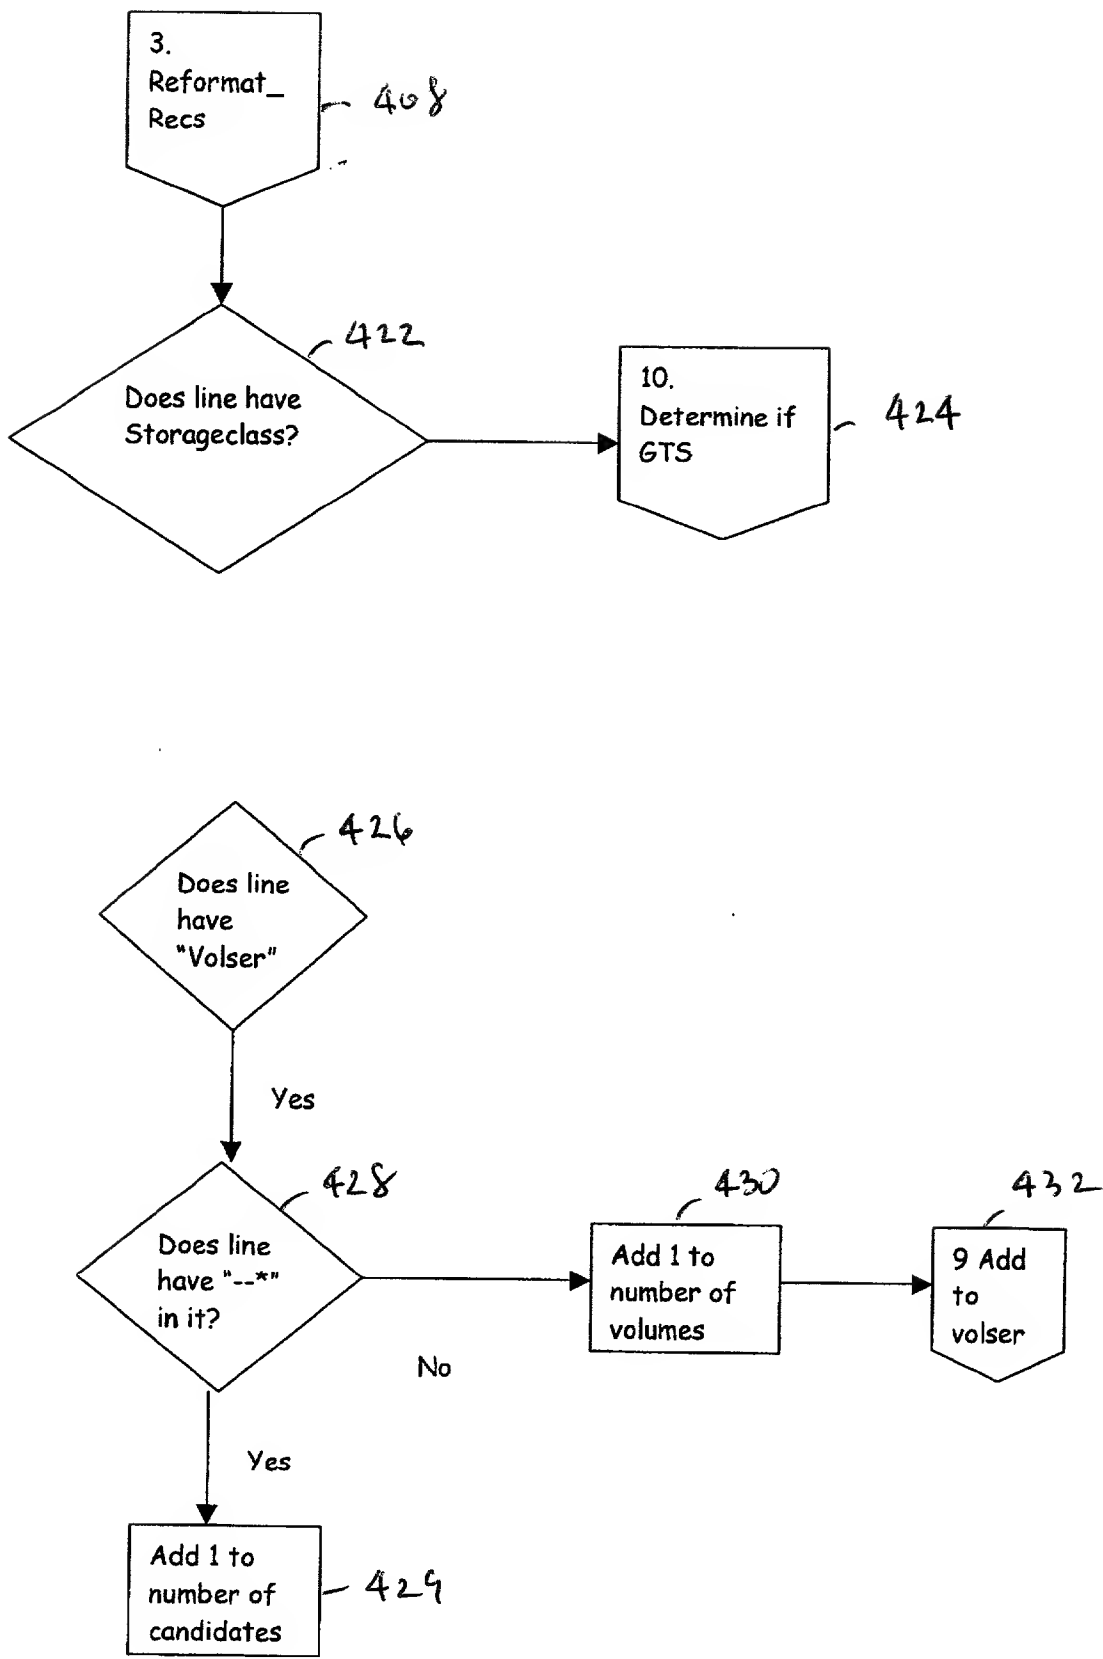 3.
Reformat_
Recs
408
422
Does line have
Storageclass?
10.
Determine if
GTS
424
426
Does line
have
"Volser"
Yes
428
Does line
have "--*"
in it?
No
430
Add 1 to
number of
volumes
432
9 Add
to
volser
Yes
Add 1 to
number of
candidates
429